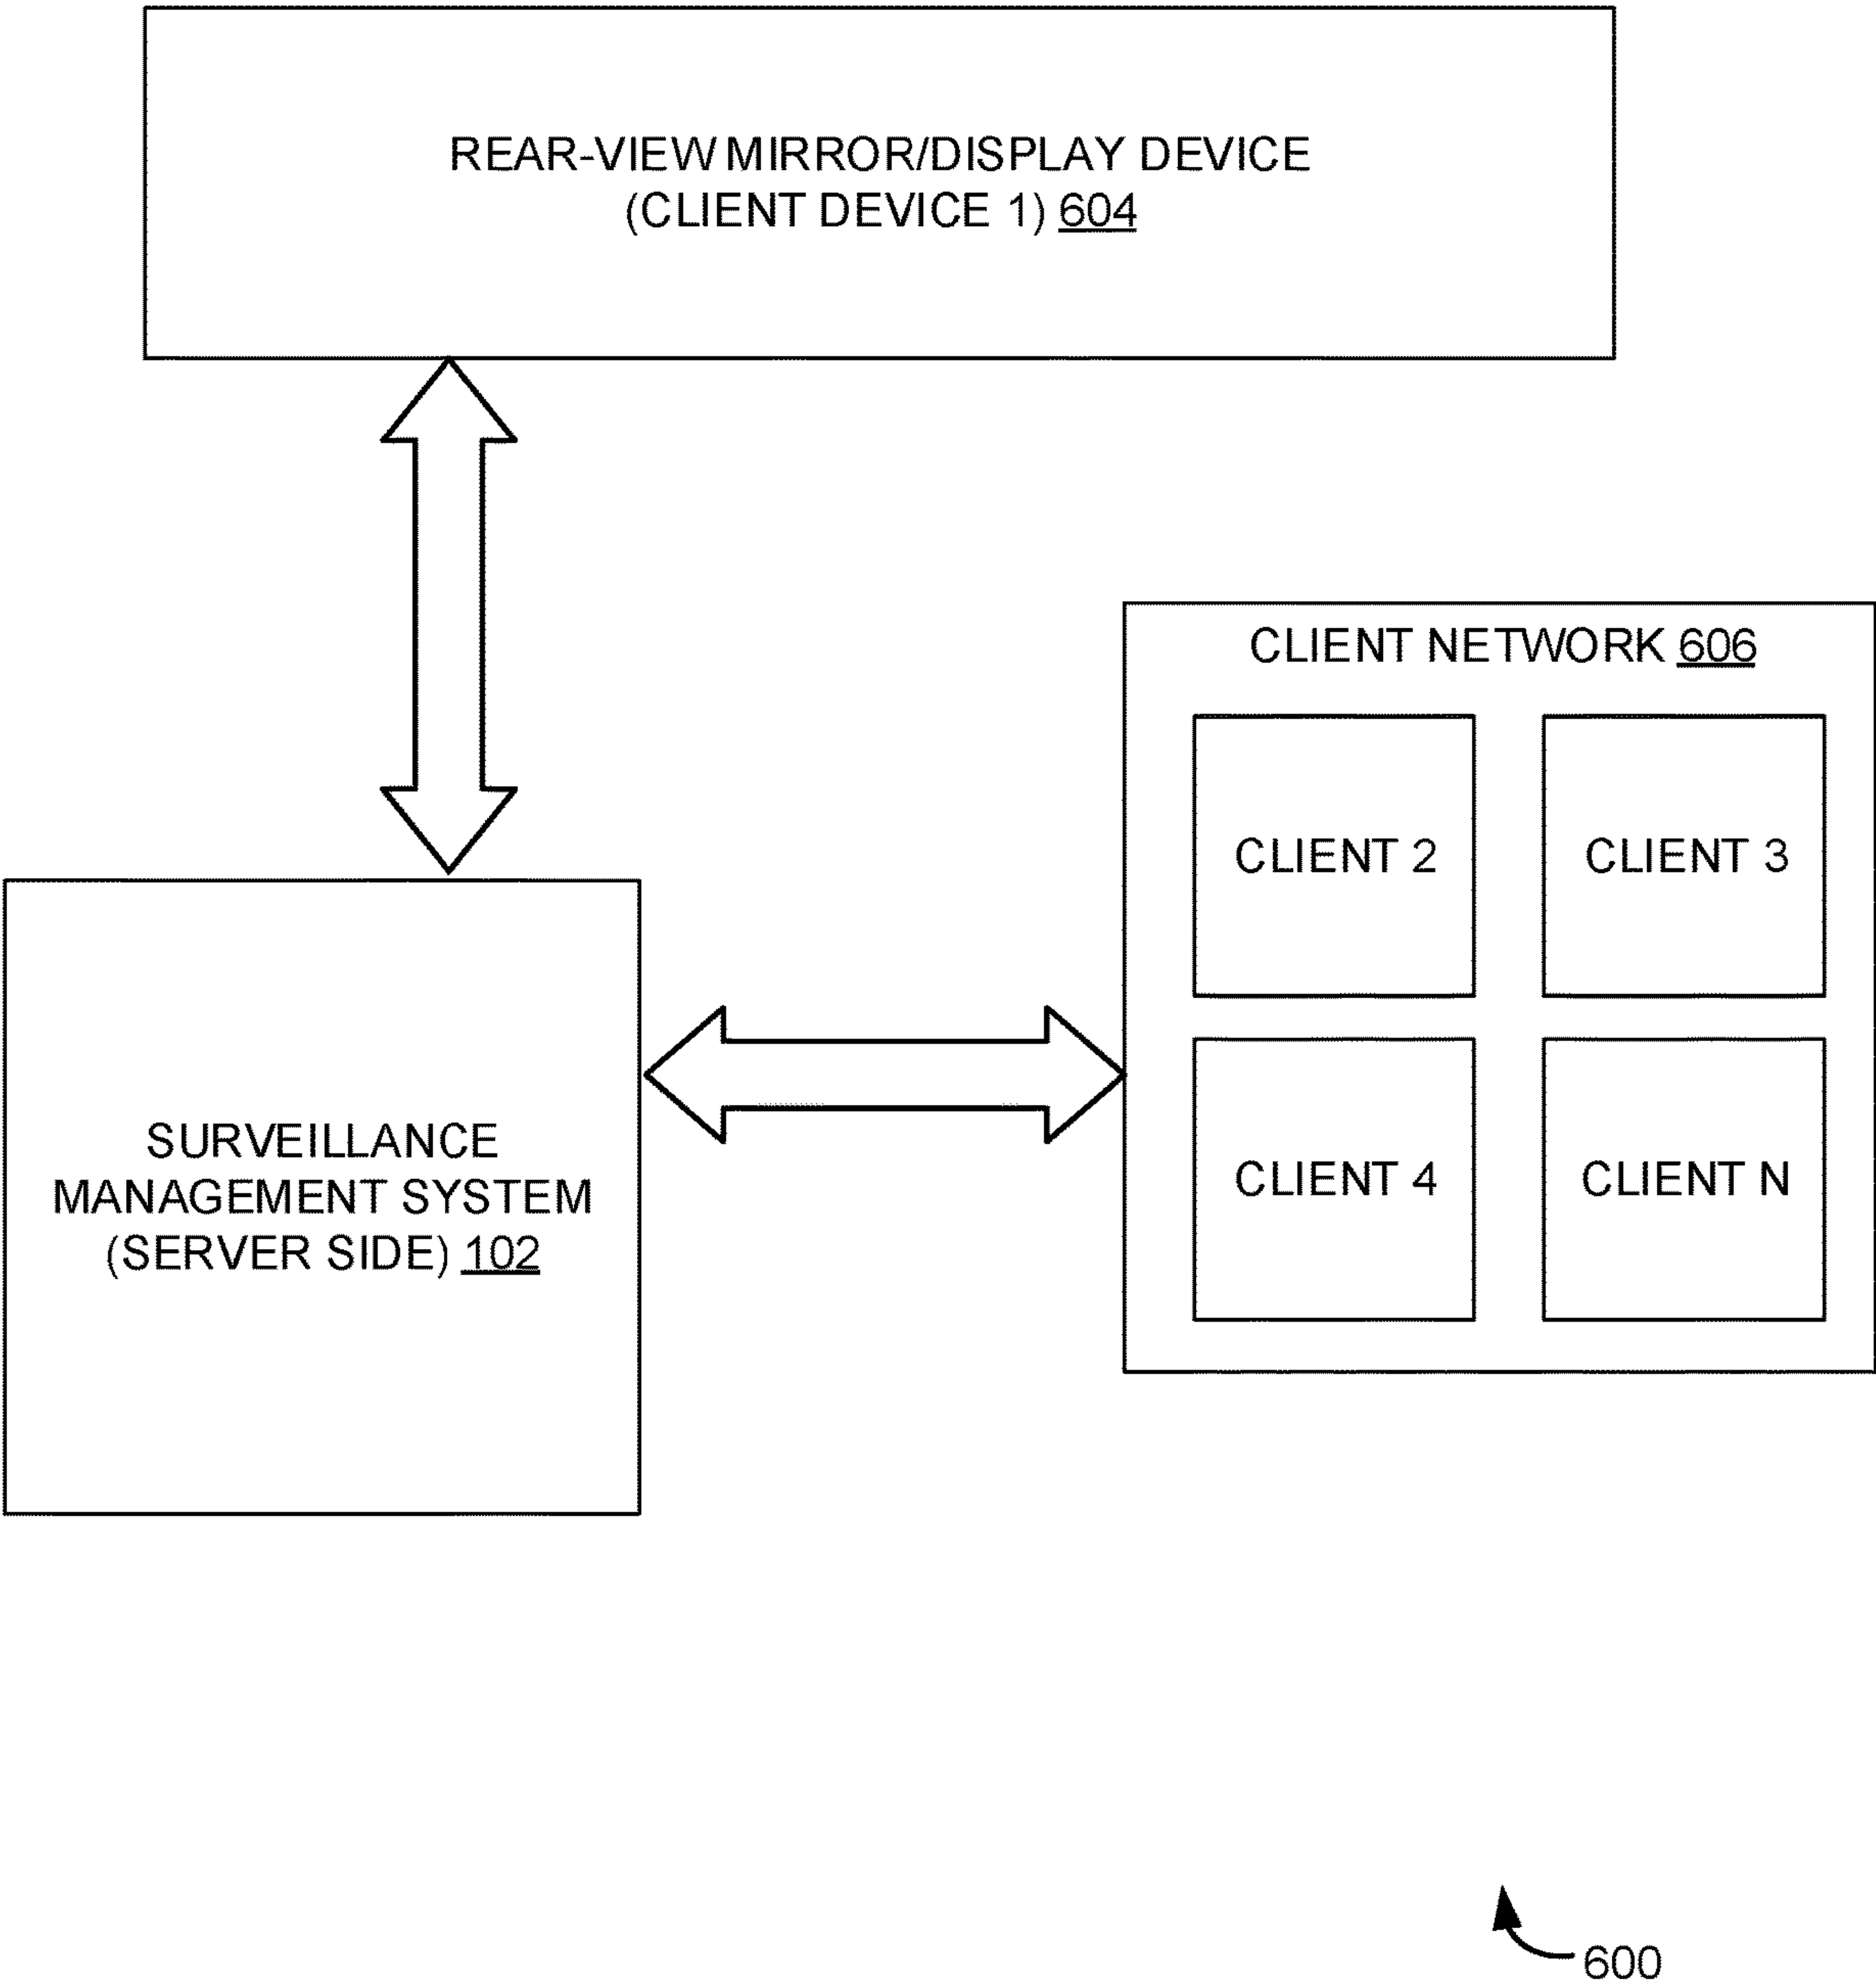 REAR-VIEW MIRROR/DISPLAY DEVICE
(CLIENT DEVICE 1) 604
CLIENT NETWORK 606
CLIENT 2
CLIENT 3
CLIENT 4
CLIENT N
SURVEILLANCE
MANAGEMENT SYSTEM
(SERVER SIDE) 102
600